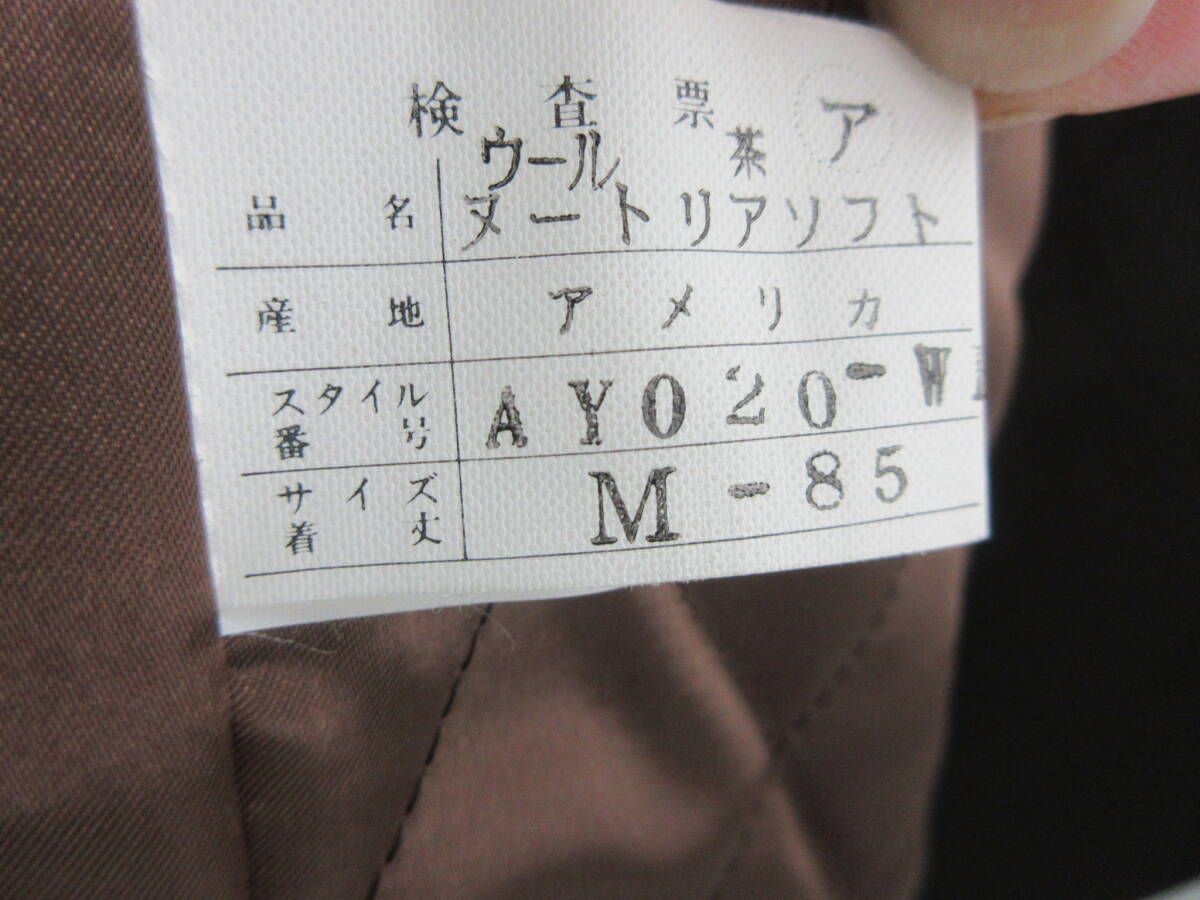 検査票 ア
ウール 茶
品名 ヌートリアソフト
産地 アメリカ
スタイル番号 AY020-W
サイズ着丈 M-85